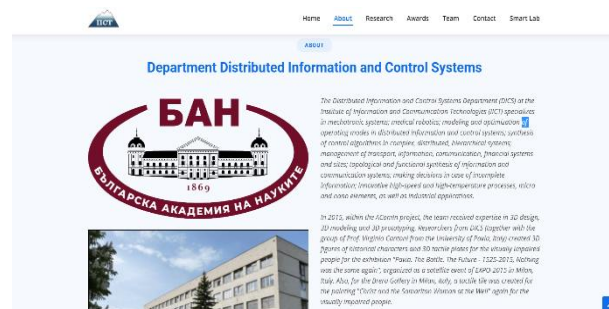 IICT
Home About Research Awards Team Contact Smart Lab
ABOUT
Department Distributed Information and Control Systems
БАН
1869
БЪЛГАРСКА АКАДЕМИЯ НА НАУКИТЕ
The Distributed Information and Control Systems Department (DICS) at the
Institute of Information and Communication Technologies (IICT) specializes
in mechatronic systems; medical robotics; modeling and optimization of
operating modes in distributed information and control systems; synthesis
of control algorithms in complex, distributed, hierarchical systems;
management of transport, information, communication, financial systems
and sites; topological and functional synthesis of information and
communication systems; making decisions in case of incomplete
information; innovative high-speed and high-temperature processes, micro
and nano elements, as well as industrial applications.
In 2015, within the AComIn project, the team received expertise in 3D design,
3D modeling and 3D prototyping. Researchers from DICS (together with the
group of Prof. Virginio Cantoni from the University of Pavia, Italy) created 3D
figures of historical characters and 3D tactile plates for the visually impaired
people for the exhibition "Pavia. The Battle. The Future - 1525-2015, Nothing
was the same again", organized as a satellite event of EXPO 2015 in Milan,
Italy. Also, for the Brera Gallery in Milan, Italy, a tactile tile was created for
the painting "Christ and the Samaritan Woman at the Well" again for the
visually impaired people.